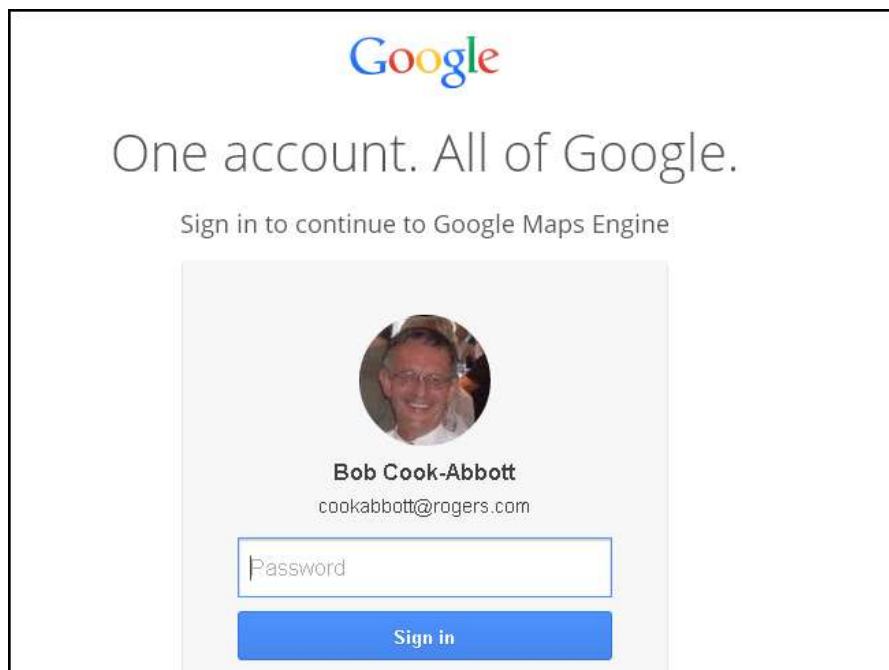 Google
One account. All of Google.
Sign in to continue to Google Maps Engine
Bob Cook-Abbott
cookabbott@rogers.com
Password
Sign in